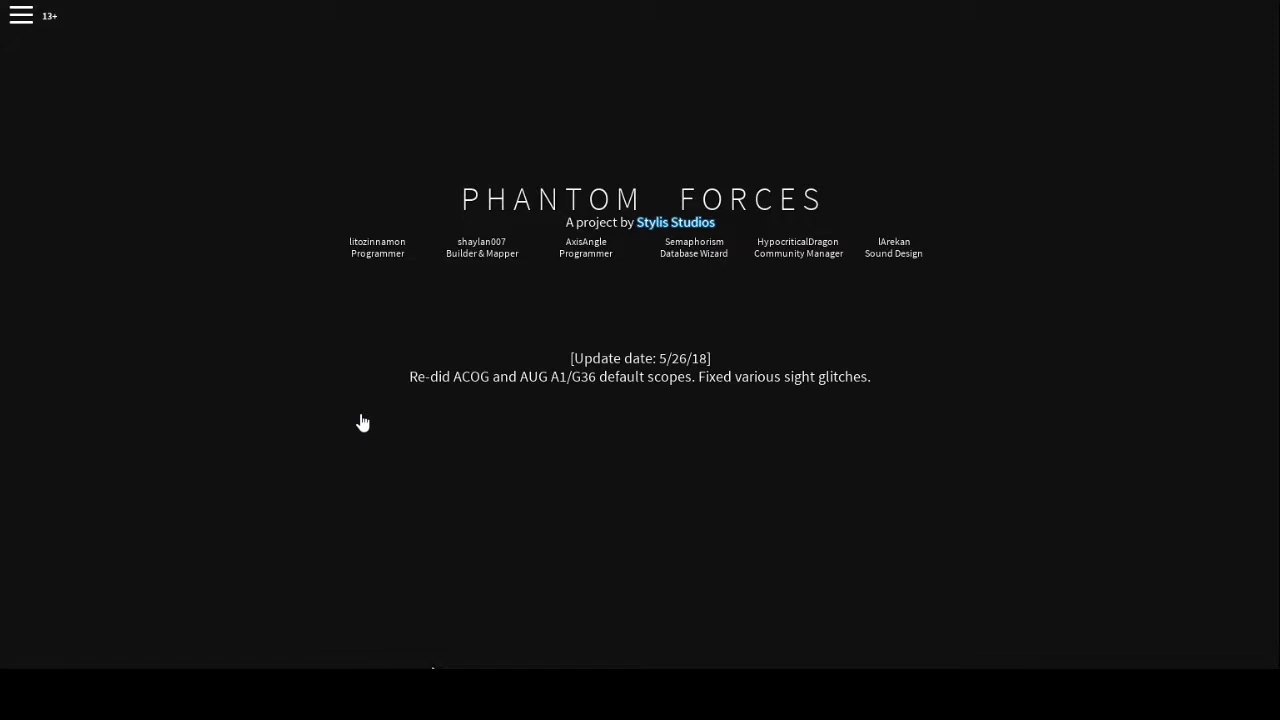 13+
PHANTOM FORCES
A project by Stylis Studios
litozinnamon shaylan007 AxisAngle Semaphorism HypocriticalDragon lArekan
Programmer Builder & Mapper Programmer Database Wizard Community Manager Sound Design
[Update date: 5/26/18]
Re-did ACOG and AUG A1/G36 default scopes. Fixed various sight glitches.